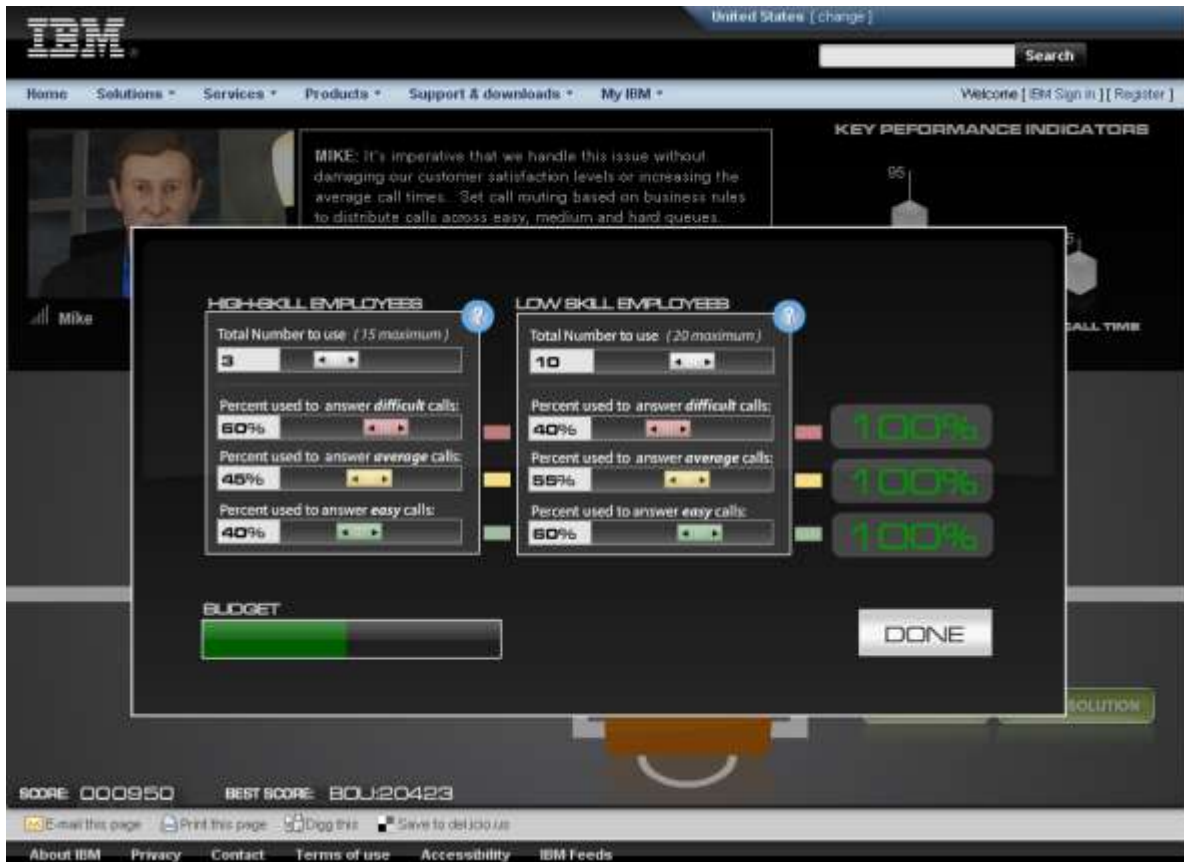 United States [ change ]
IBM®
Search
Home Solutions Services Products Support & downloads My IBM Welcome [ IBM Sign in ] [ Register ]
KEY PEFORMANCE INDICATORS
MIKE: It's imperative that we handle this issue without
damaging our customer satisfaction levels or increasing the
average call times. Set call routing based on business rules
to distribute calls across easy, medium and hard queues.
95
5
Mike
CALL TIME
HIGH-SKILL EMPLOYEES
?
Total Number to use (15 maximum)
3
Percent used to answer difficult calls:
60%
Percent used to answer average calls:
45%
Percent used to answer easy calls:
40%
LOW SKILL EMPLOYEES
?
Total Number to use (20 maximum)
10
Percent used to answer difficult calls:
40%
Percent used to answer average calls:
55%
Percent used to answer easy calls:
60%
100%
100%
100%
BUDGET
DONE
SOLUTION
SCORE: 000950 BEST SCORE: BOU:20423
E-mail this page Print this page Digg this Save to del.icio.us
About IBM Privacy Contact Terms of use Accessibility IBM Feeds